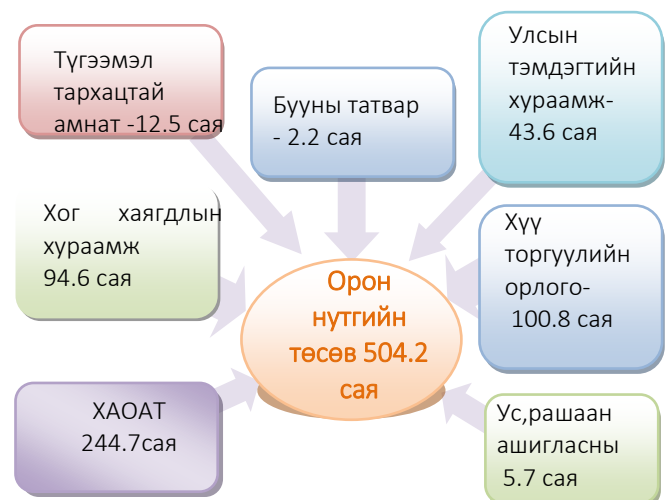 Түгээмэл
тархацтай
амнат -12.5 сая
Бууны татвар
- 2.2 сая
Улсын
тэмдэгтийн
хураамж-
43.6 сая
Хог хаягдлын
хураамж
94.6 сая
Орон
нутгийн
төсөв 504.2
сая
Хүү
торгуулийн
орлого-
100.8 сая
ХАОАТ
244.7сая
Ус,рашаан
ашигласны
5.7 сая